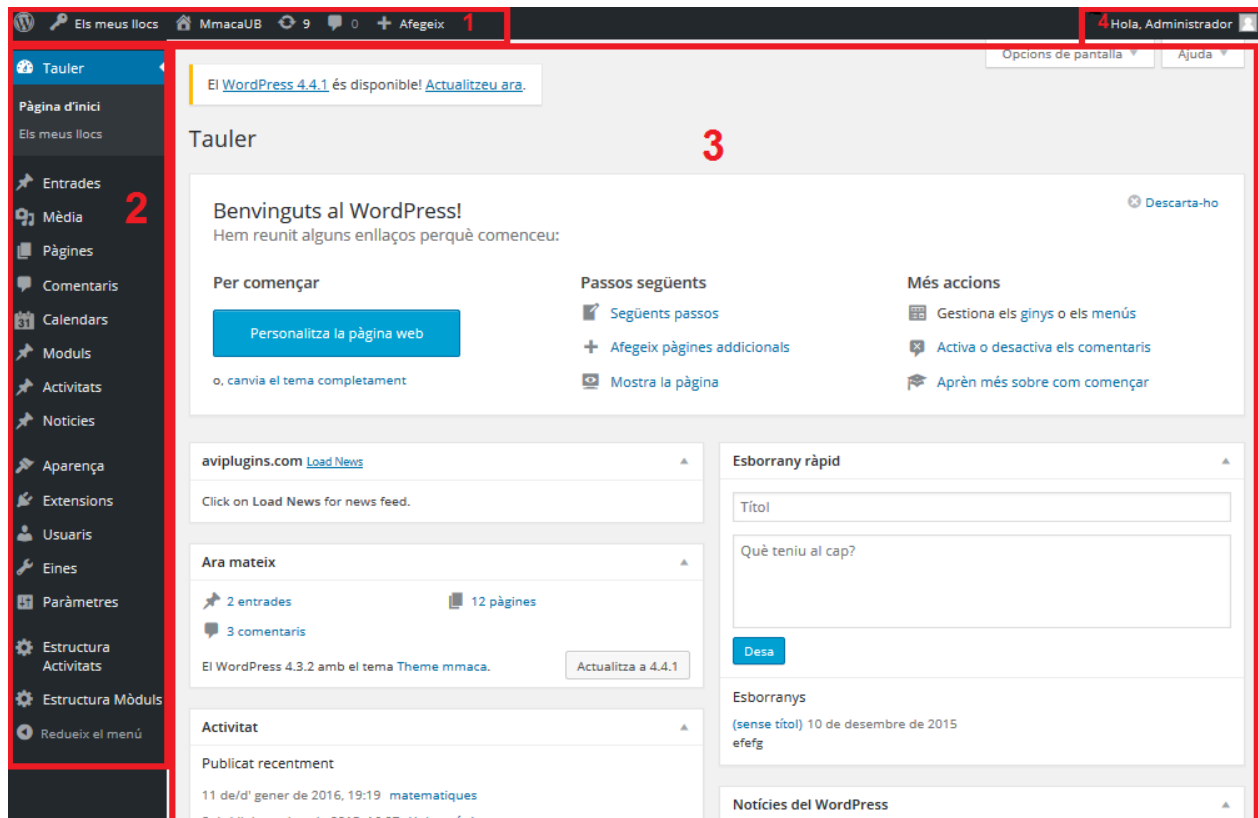 Els meus llocs MmacaUB 9 0 Afegeix 1
4 Hola, Administrador
Opcions de pantalla Ajuda
Tauler
Pàgina d'inici
Els meus llocs
Entrades
2
Mèdia
Pàgines
Comentaris
31 Calendars
Moduls
Activitats
Noticies
Aparença
Extensions
Usuaris
Eines
Paràmetres
Estructura
Activitats
Estructura Mòduls
Redueix el menú
El WordPress 4.4.1 és disponible! Actualitzeu ara.
Tauler
3
Benvinguts al WordPress!
Descarta-ho
Hem reunit alguns enllaços perquè comenceu:
Per començar
Personalitza la pàgina web
o, canvia el tema completament
Passos següents
Següents passos
Afegeix pàgines addicionals
Mostra la pàgina
Més accions
Gestiona els ginys o els menús
Activa o desactiva els comentaris
Aprèn més sobre com començar
aviplugins.com Load News
Click on Load News for news feed.
Ara mateix
2 entrades 12 pàgines
3 comentaris
El WordPress 4.3.2 amb el tema Theme mmaca. Actualitza a 4.4.1
Activitat
Publicat recentment
11 de/d' gener de 2016, 19:19 matematiques
Esborrany ràpid
Títol
Què teniu al cap?
Desa
Esborranys
(sense títol) 10 de desembre de 2015
efefg
Notícies del WordPress